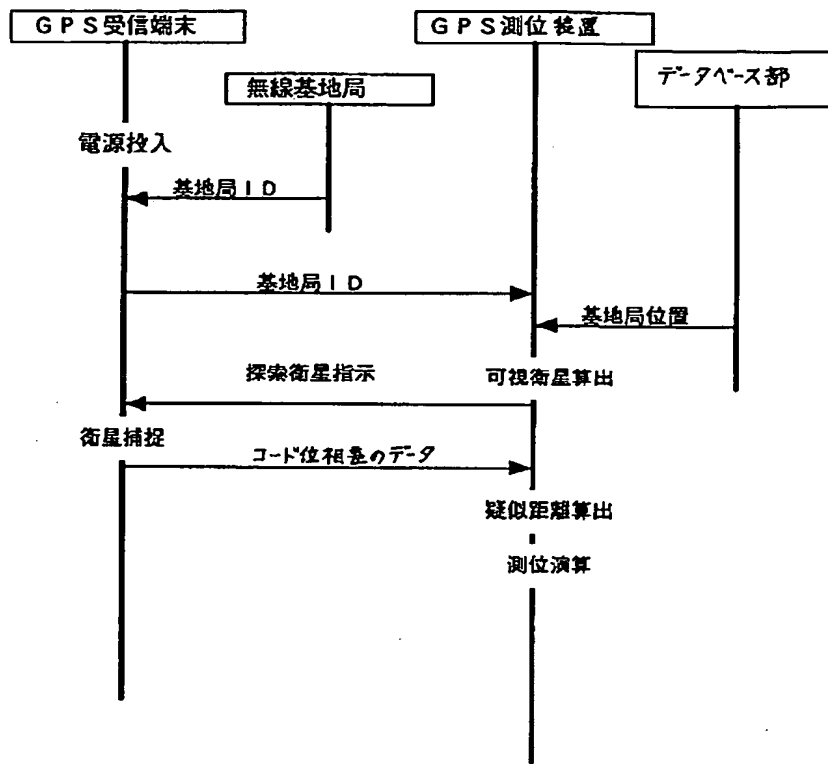 GPS受信端末
GPS測位装置
無線基地局
データベース部
電源投入
基地局ID
基地局ID
基地局位置
探索衛星指示
可視衛星算出
衛星捕捉
コード位相差のデータ
疑似距離算出
測位演算